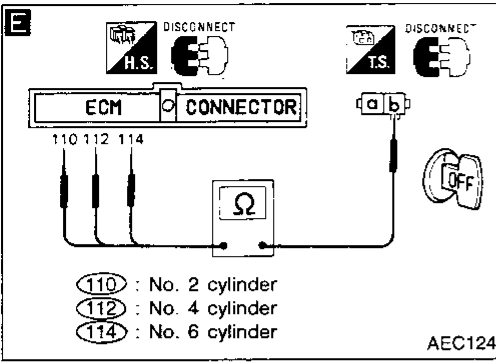 E
DISCONNECT
H.S.
DISCONNECT
T.S.
ECM CONNECTOR
a b
110 112 114
Ω
OFF
110 : No. 2 cylinder
112 : No. 4 cylinder
114 : No. 6 cylinder
AEC124